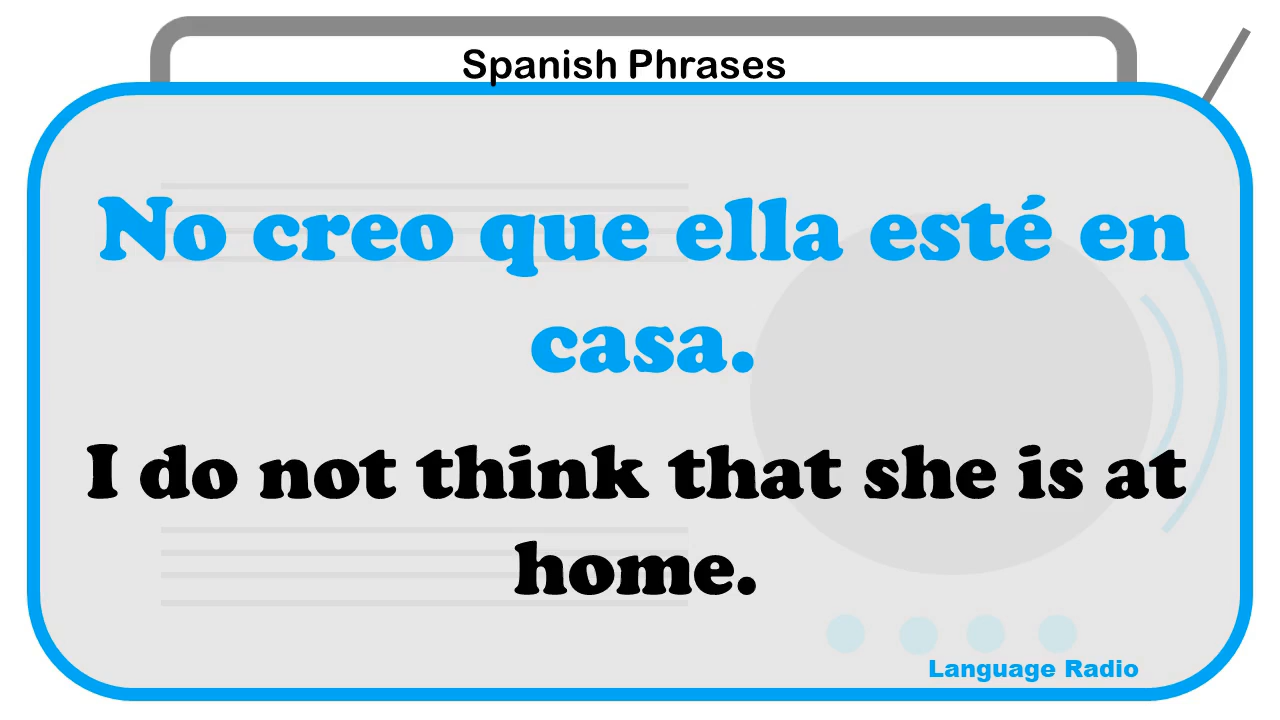 Spanish Phrases
No creo que ella esté en
casa.
I do not think that she is at
home.
Language Radio